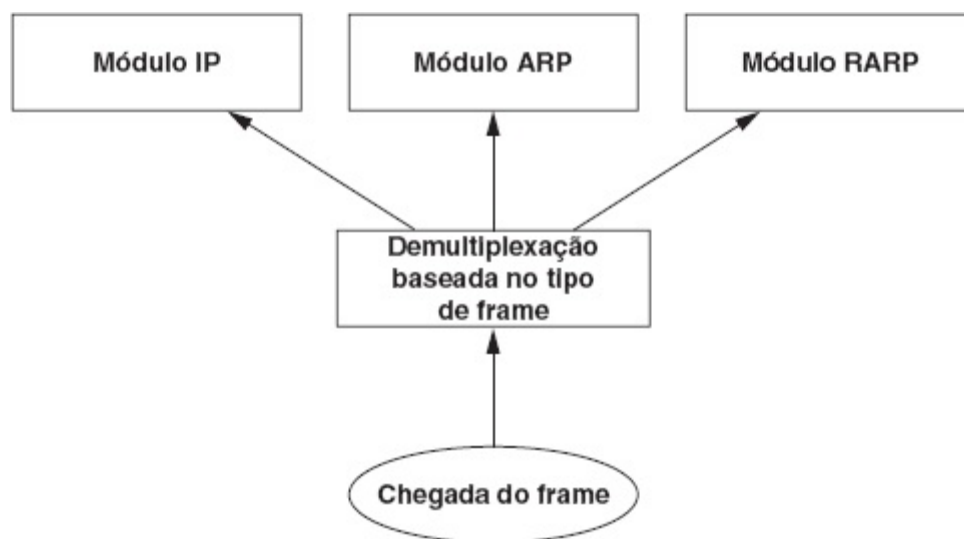 Módulo IP
Módulo ARP
Módulo RARP
Demultiplexação
baseada no tipo
de frame
Chegada do frame